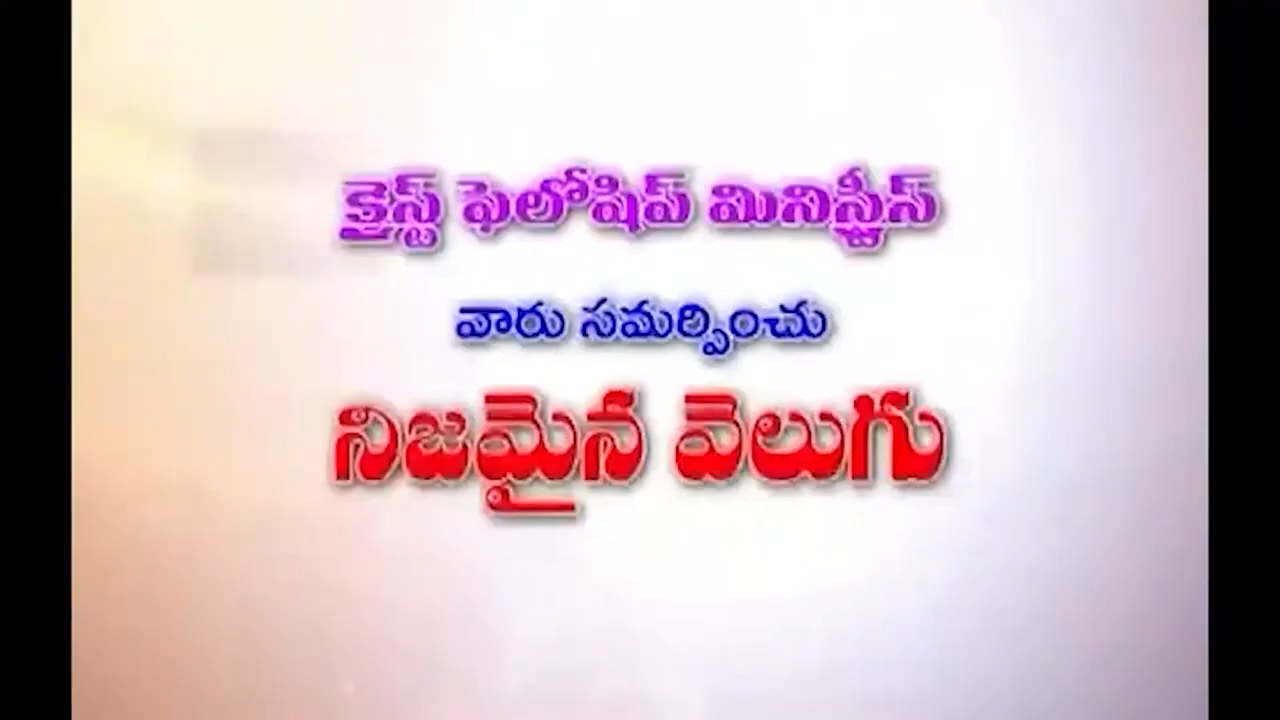 క్రైస్ట్ ఫెలోషిప్ మినిస్ట్రీస్
వారు సమర్పించు
నిజమైన వెలుగు